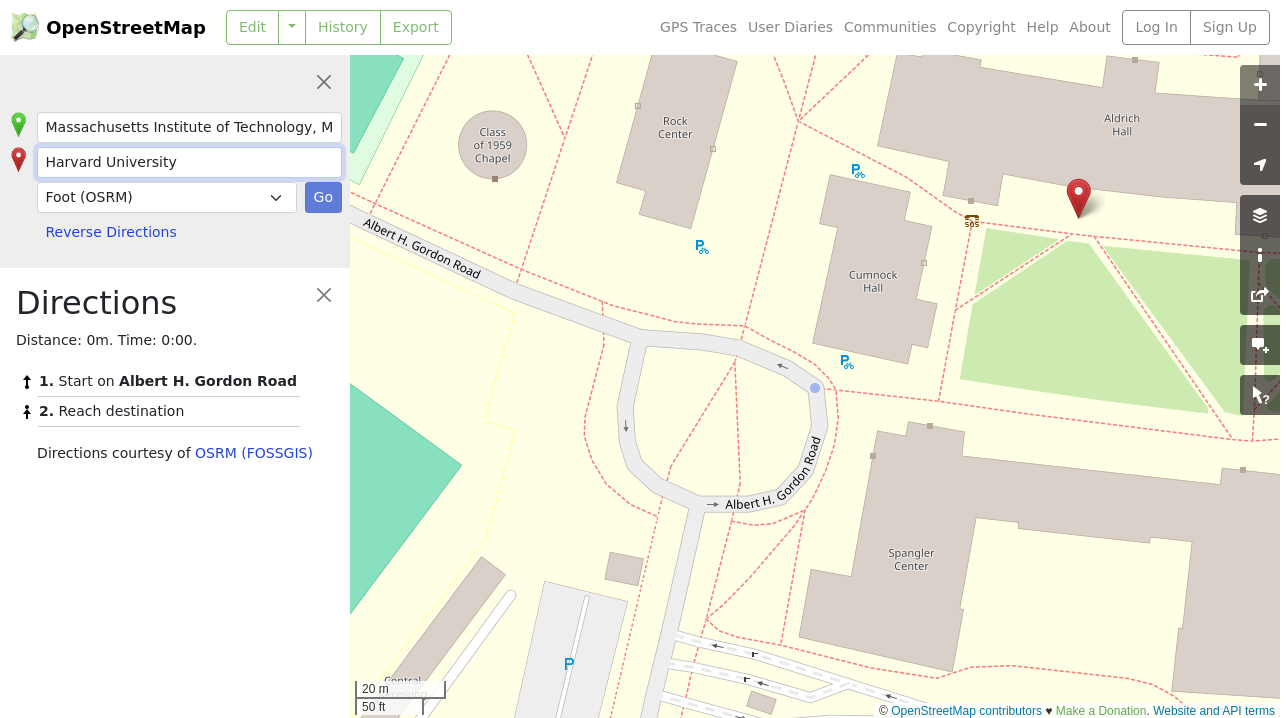 OpenStreetMap
Edit
History
Export
GPS Traces
User Diaries
Communities
Copyright
Help
About
Log In
Sign Up
Massachusetts Institute of Technology, M
Harvard University
Foot (OSRM)
Go
Reverse Directions
Directions
Distance: 0m. Time: 0:00.
1. Start on Albert H. Gordon Road
2. Reach destination
Directions courtesy of OSRM (FOSSGIS)
Class
of 1959
Chapel
Rock
Center
Aldrich
Hall
SOS
Albert H. Gordon Road
Cumnock
Hall
Albert H. Gordon Road
Spangler
Center
P
Central
Receiving
20 m
50 ft
© OpenStreetMap contributors ♥ Make a Donation. Website and API terms